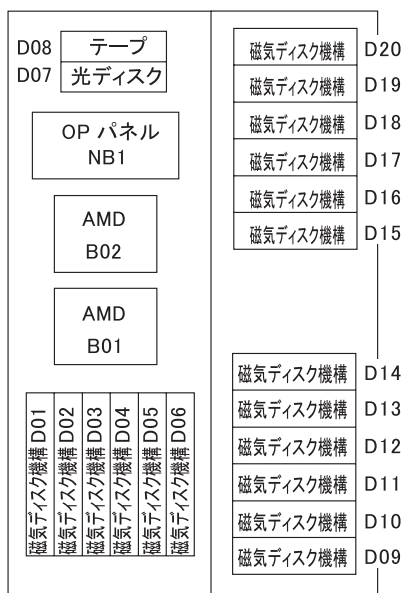 D08 テープ
D07 光ディスク
OP パネル
NB1
AMD
B02
AMD
B01
磁気ディスク機構 D01
磁気ディスク機構 D02
磁気ディスク機構 D03
磁気ディスク機構 D04
磁気ディスク機構 D05
磁気ディスク機構 D06
磁気ディスク機構 D20
磁気ディスク機構 D19
磁気ディスク機構 D18
磁気ディスク機構 D17
磁気ディスク機構 D16
磁気ディスク機構 D15
磁気ディスク機構 D14
磁気ディスク機構 D13
磁気ディスク機構 D12
磁気ディスク機構 D11
磁気ディスク機構 D10
磁気ディスク機構 D09